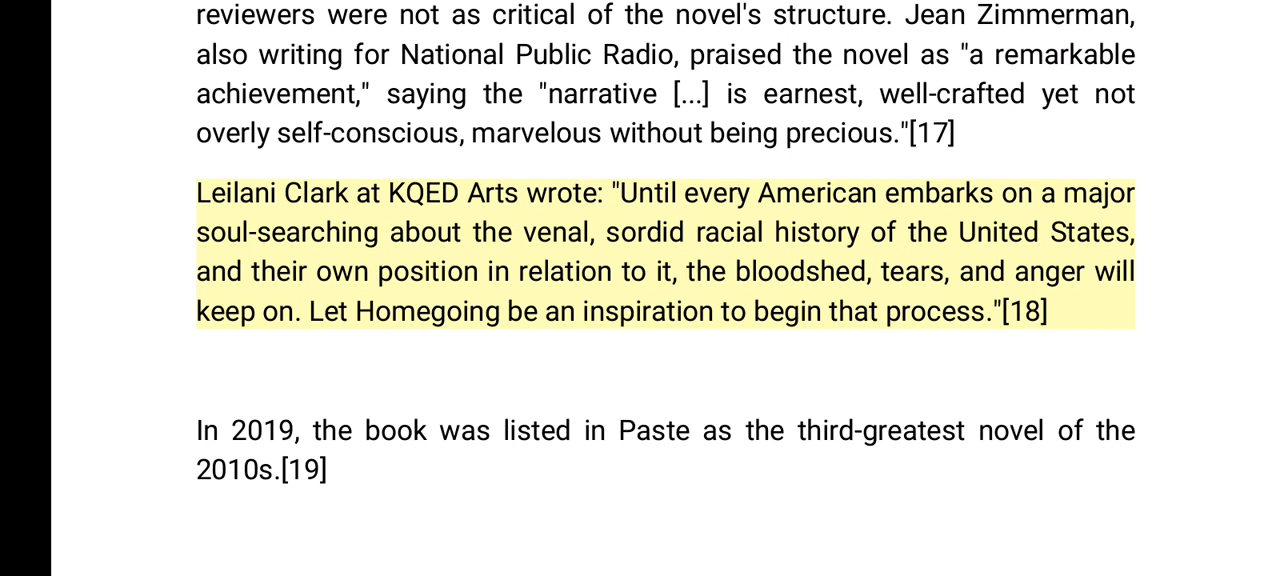 reviewers were not as critical of the novel's structure. Jean Zimmerman,
also writing for National Public Radio, praised the novel as "a remarkable
achievement," saying the "narrative [...] is earnest, well-crafted yet not
overly self-conscious, marvelous without being precious."[17]
Leilani Clark at KQED Arts wrote: "Until every American embarks on a major
soul-searching about the venal, sordid racial history of the United States,
and their own position in relation to it, the bloodshed, tears, and anger will
keep on. Let Homegoing be an inspiration to begin that process."[18]
In 2019, the book was listed in Paste as the third-greatest novel of the
2010s.[19]